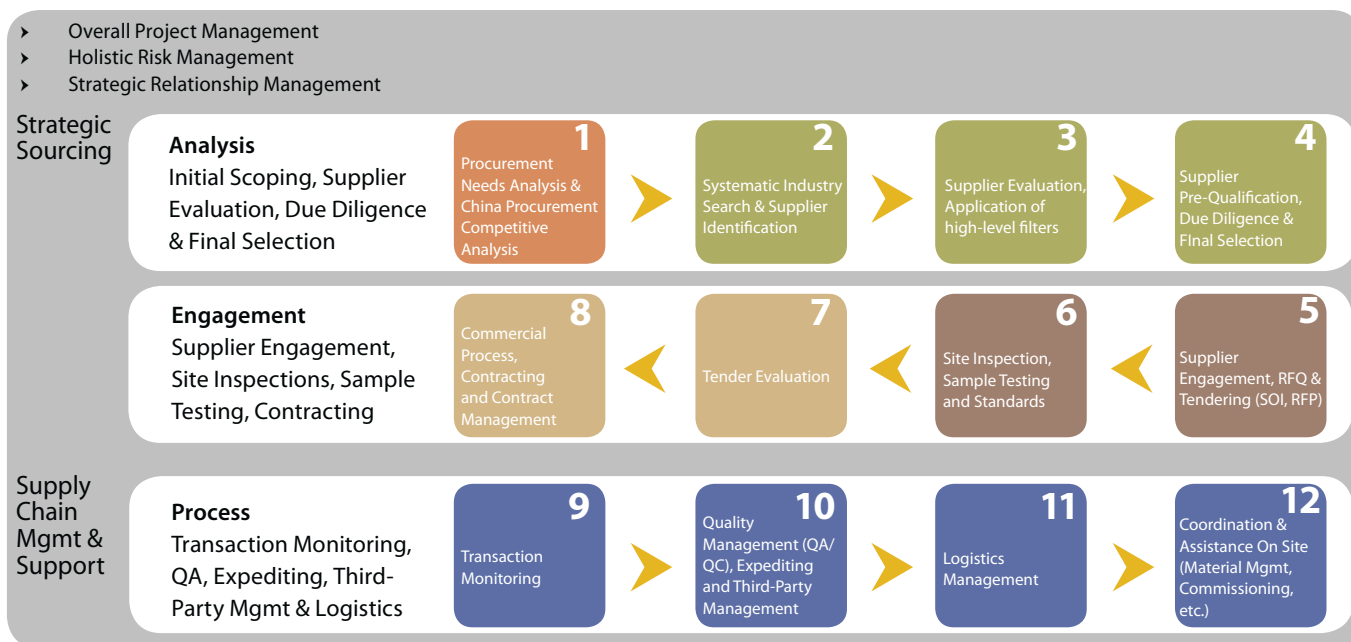 Overall Project Management
Holistic Risk Management
Strategic Relationship Management
Strategic
Sourcing
Analysis
Initial Scoping, Supplier
Evaluation, Due Diligence
& Final Selection
1
Procurement
Needs Analysis &
China Procurement
Competitive
Analysis
2
Systematic Industry
Search & Supplier
Identification
3
Supplier Evaluation,
Application of
high-level filters
4
Supplier
Pre-Qualification,
Due Diligence &
FInal Selection
Engagement
Supplier Engagement,
Site Inspections, Sample
Testing, Contracting
8
Commercial
Process,
Contracting
and Contract
Management
7
Tender Evaluation
6
Site Inspection,
Sample Testing
and Standards
5
Supplier
Engagement, RFQ &
Tendering (SOI, RFP)
Supply
Chain
Mgmt &
Support
Process
Transaction Monitoring,
QA, Expediting, Third-
Party Mgmt & Logistics
9
Transaction
Monitoring
10
Quality
Management (QA/
QC), Expediting
and Third-Party
Management
11
Logistics
Management
12
Coordination &
Assistance On Site
(Material Mgmt,
Commissioning,
etc.)